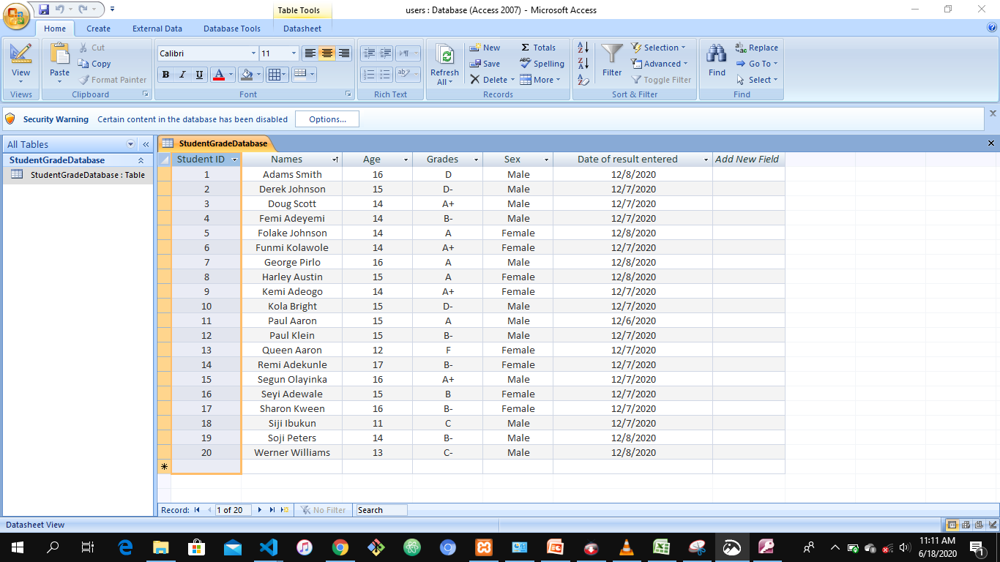 Table Tools
users : Database (Access 2007) - Microsoft Access
Home Create External Data Database Tools Datasheet
View Paste Cut Copy Format Painter
Calibri 11
B I U A
Refresh All New Save Delete Totals Spelling More
Filter Selection Advanced Toggle Filter
Find Replace Go To Select
Views Clipboard Font Rich Text Records Sort & Filter Find
Security Warning Certain content in the database has been disabled Options...
All Tables
StudentGradeDatabase
StudentGradeDatabase : Table
StudentGradeDatabase
Student ID Names Age Grades Sex Date of result entered Add New Field
1 Adams Smith 16 D Male 12/8/2020
2 Derek Johnson 15 D- Male 12/7/2020
3 Doug Scott 14 A+ Male 12/7/2020
4 Femi Adeyemi 14 B- Male 12/7/2020
5 Folake Johnson 14 A Female 12/8/2020
6 Funmi Kolawole 14 A+ Female 12/7/2020
7 George Pirlo 16 A Male 12/8/2020
8 Harley Austin 15 A Female 12/8/2020
9 Kemi Adeogo 14 A+ Female 12/7/2020
10 Kola Bright 15 D- Male 12/7/2020
11 Paul Aaron 15 A Male 12/6/2020
12 Paul Klein 15 B- Male 12/7/2020
13 Queen Aaron 12 F Female 12/7/2020
14 Remi Adekunle 17 B- Female 12/7/2020
15 Segun Olayinka 16 A+ Male 12/7/2020
16 Seyi Adewale 15 B Female 12/7/2020
17 Sharon Kween 16 B- Female 12/7/2020
18 Siji Ibukun 11 C Male 12/7/2020
19 Soji Peters 14 B- Male 12/8/2020
20 Werner Williams 13 C- Male 12/8/2020
Record: 1 of 20 No Filter Search
Datasheet View
11:11 AM
6/18/2020
1